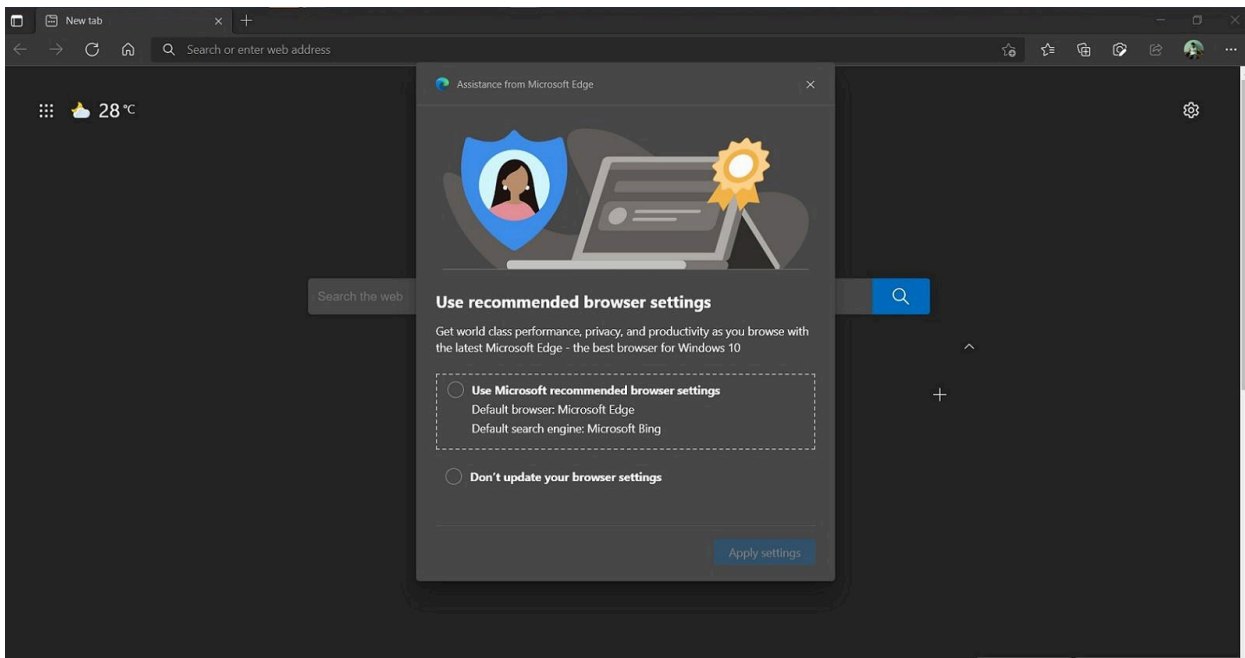 New tab
Search or enter web address
Assistance from Microsoft Edge
28 °C
Search the web
Use recommended browser settings
Get world class performance, privacy, and productivity as you browse with
the latest Microsoft Edge - the best browser for Windows 10
Use Microsoft recommended browser settings
Default browser: Microsoft Edge
Default search engine: Microsoft Bing
Don't update your browser settings
Apply settings